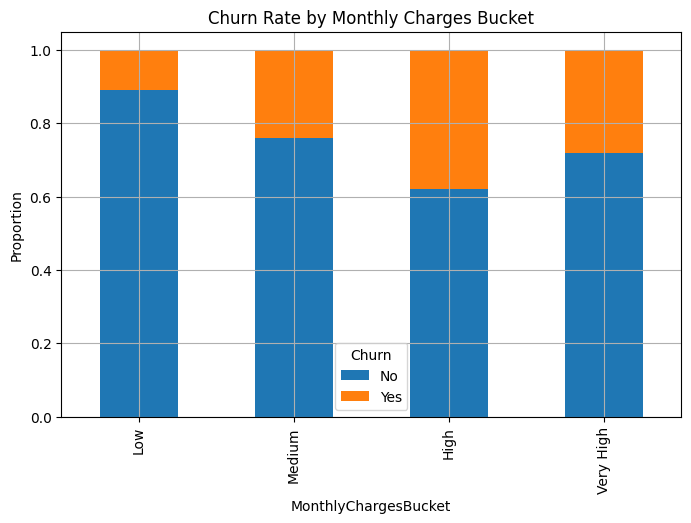 Churn Rate by Monthly Charges Bucket
Proportion
1.0
0.8
0.6
0.4
0.2
0.0
Churn
No
Yes
Low
Medium
High
Very High
MonthlyChargesBucket